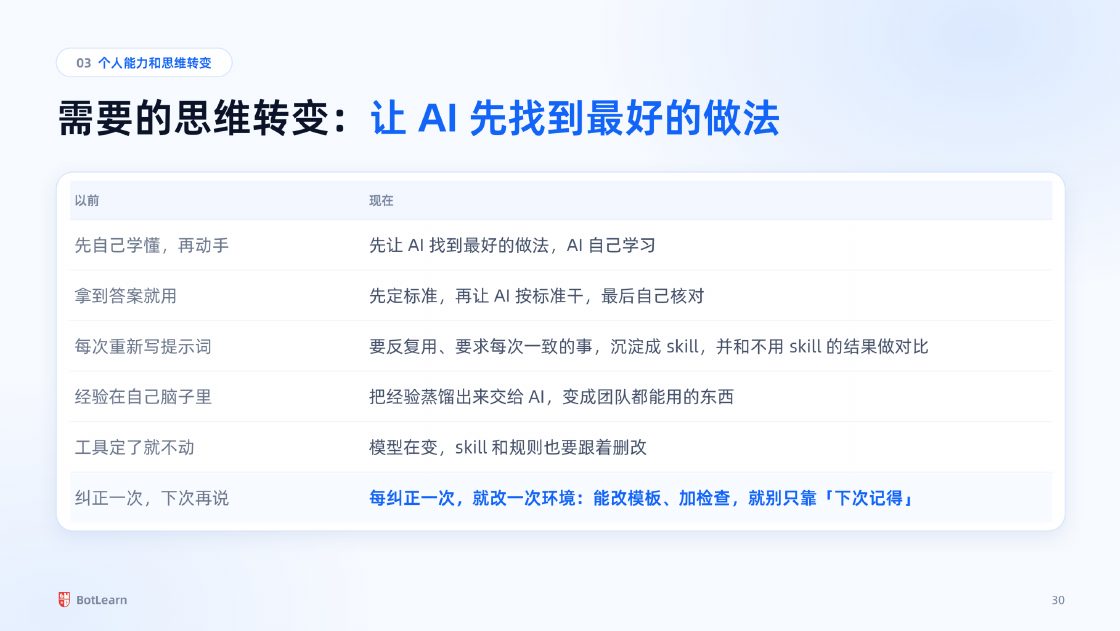 03 个人能力和思维转变
需要的思维转变：让 AI 先找到最好的做法
以前 现在
先自己学懂，再动手 先让 AI 找到最好的做法，AI 自己学习
拿到答案就用 先定标准，再让 AI 按标准干，最后自己核对
每次重新写提示词 要反复用、要求每次一致的事，沉淀成 skill，并和不用 skill 的结果做对比
经验在自己脑子里 把经验蒸馏出来交给 AI，变成团队都能用的东西
工具定了就不动 模型在变，skill 和规则也要跟着删改
纠正一次，下次再说 每纠正一次，就改一次环境：能改模板、加检查，就别只靠「下次记得」
BotLearn 30